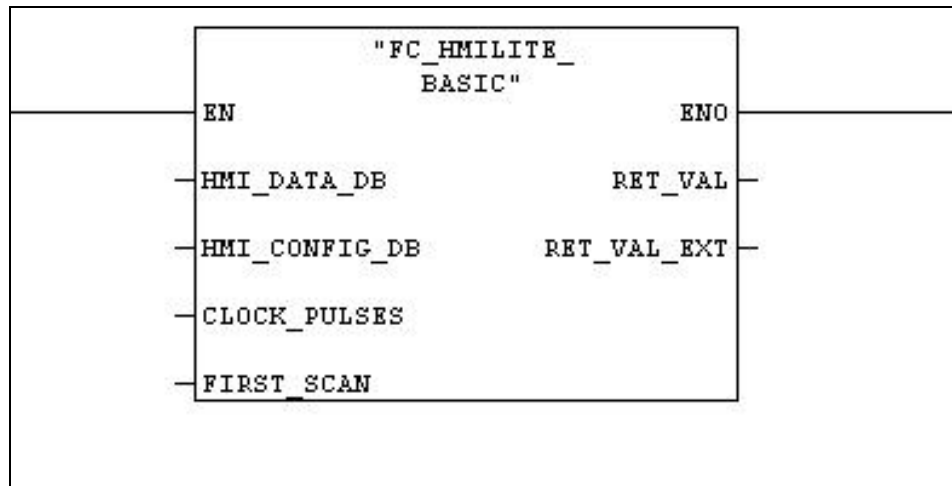 "FC_HMILITE_
BASIC"
EN ENO
HMI_DATA_DB RET_VAL
HMI_CONFIG_DB RET_VAL_EXT
CLOCK_PULSES
FIRST_SCAN